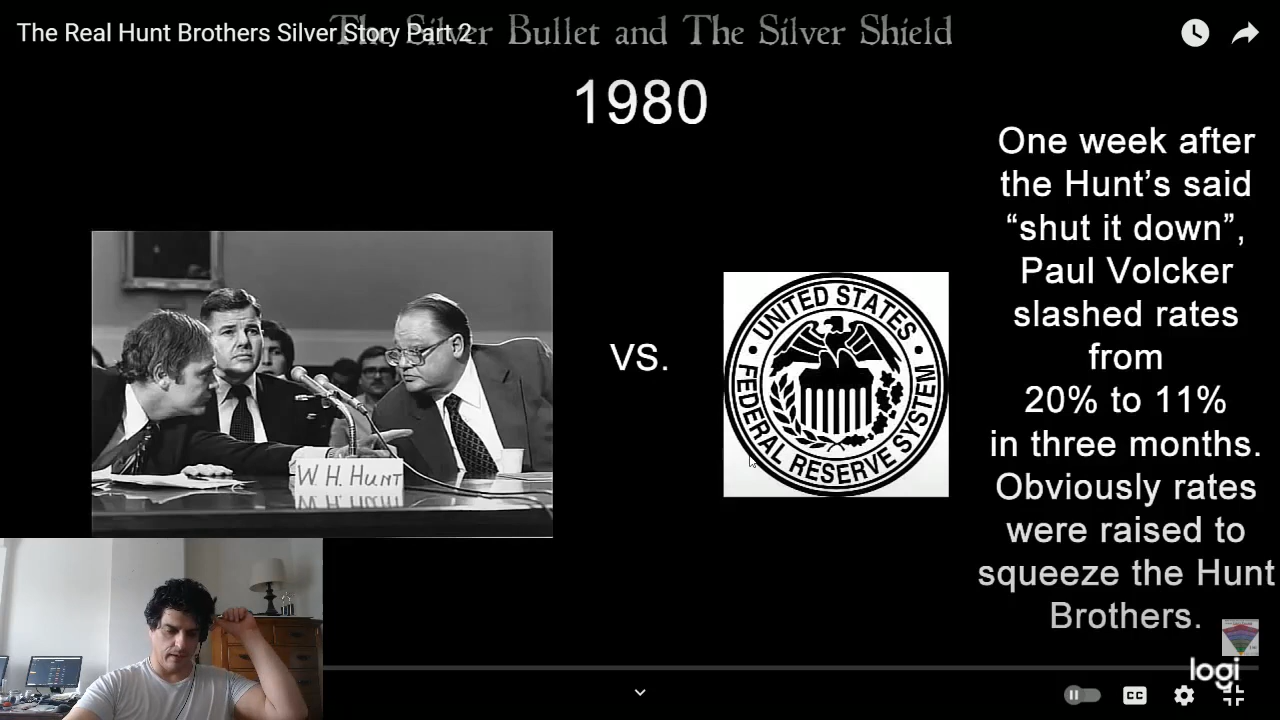 The Silver Bullet and The Silver Shield
The Real Hunt Brothers Silver Story Part 2
1980
One week after
the Hunt's said
“shut it down”,
Paul Volcker
slashed rates
from
20% to 11%
in three months.
Obviously rates
were raised to
squeeze the Hunt
Brothers.
vs.
UNITED STATES
FEDERAL RESERVE SYSTEM
W.H. HUNT
logi
CC